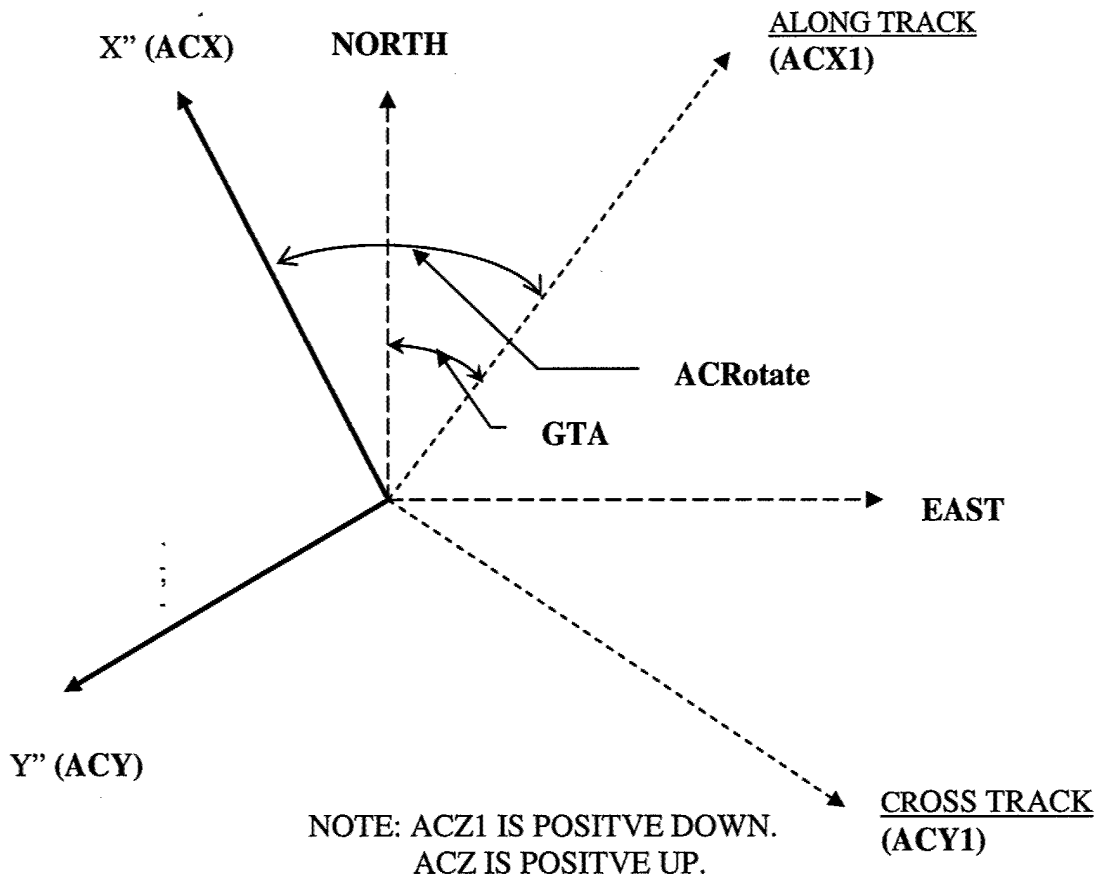 ALONG TRACK
(ACX1)
X” (ACX)
NORTH
ACRotate
GTA
EAST
Y” (ACY)
CROSS TRACK
(ACY1)
NOTE: ACZ1 IS POSITVE DOWN.
ACZ IS POSITVE UP.